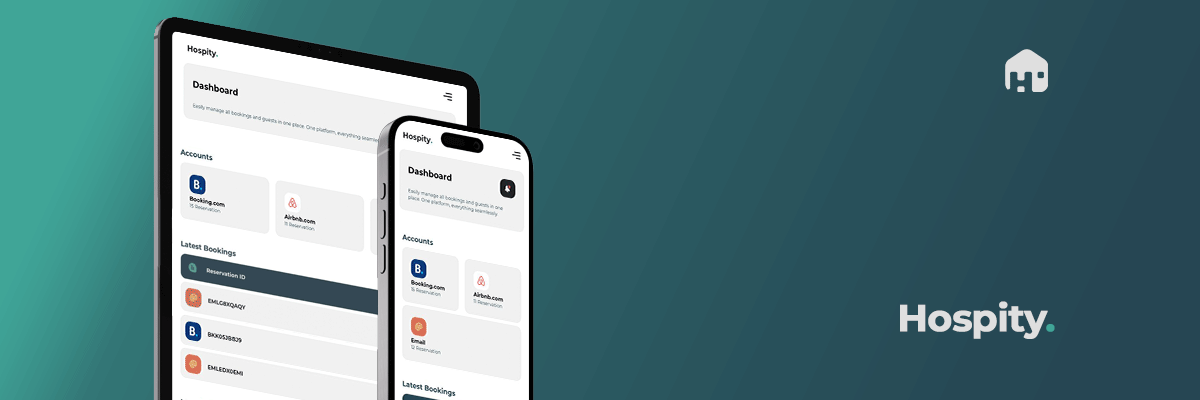 Hospity.
Dashboard
Easily manage all bookings and guests in one place. One platform, everything
Accounts
Booking.com
15 Reservation
Airbnb.com
11 Reservation
Latest Bookings
Reservation ID
EMLG8XQAQY
BKK05JBBJ9
EMLEDX0EMI
Hospity.
Dashboard
Easily manage all bookings and guests in one
place. One platform, everything seamlessly.
Accounts
B.
Booking.com
15 Reservation
Airbnb.com
11 Reservation
Email
12 Reservation
Latest Bookings
Hospity.